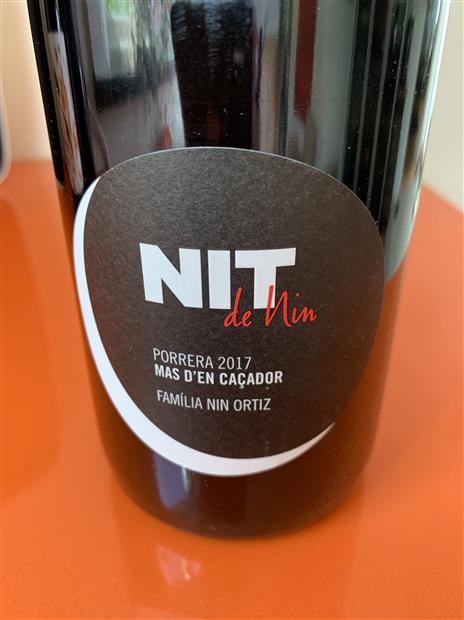 NIT
de Nin
PORRERA 2017
MAS D'EN CAÇADOR
FAMÍLIA NIN ORTIZ